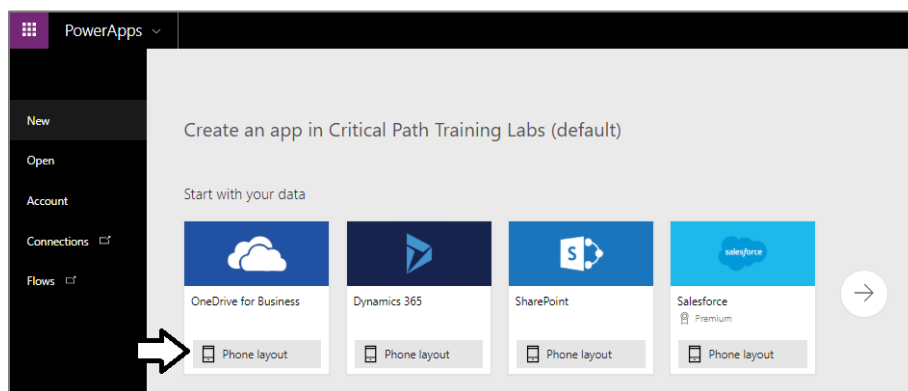 PowerApps
New
Open
Account
Connections
Flows
Create an app in Critical Path Training Labs (default)
Start with your data
S
salesforce
OneDrive for Business
Dynamics 365
SharePoint
Salesforce
Premium
Phone layout
Phone layout
Phone layout
Phone layout